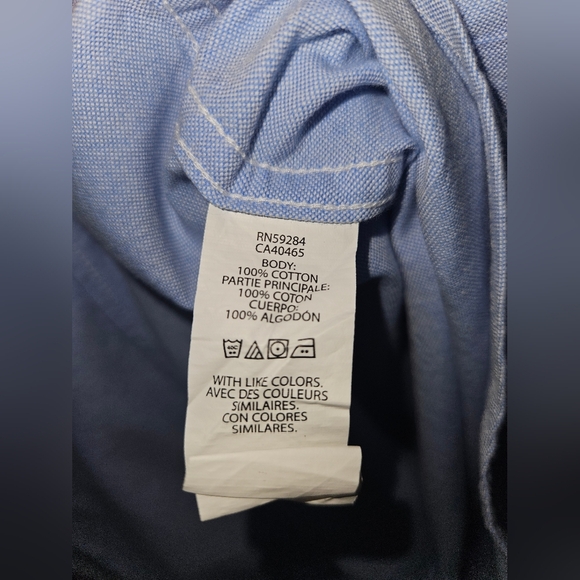 RN59284
CA40465
BODY:
100% COTTON
PARTIE PRINCIPALE:
100% COTON
CUERPO:
100% ALGODÓN
WITH LIKE COLORS.
AVEC DES COULEURS
SIMILAIRES.
CON COLORES
SIMILARES.